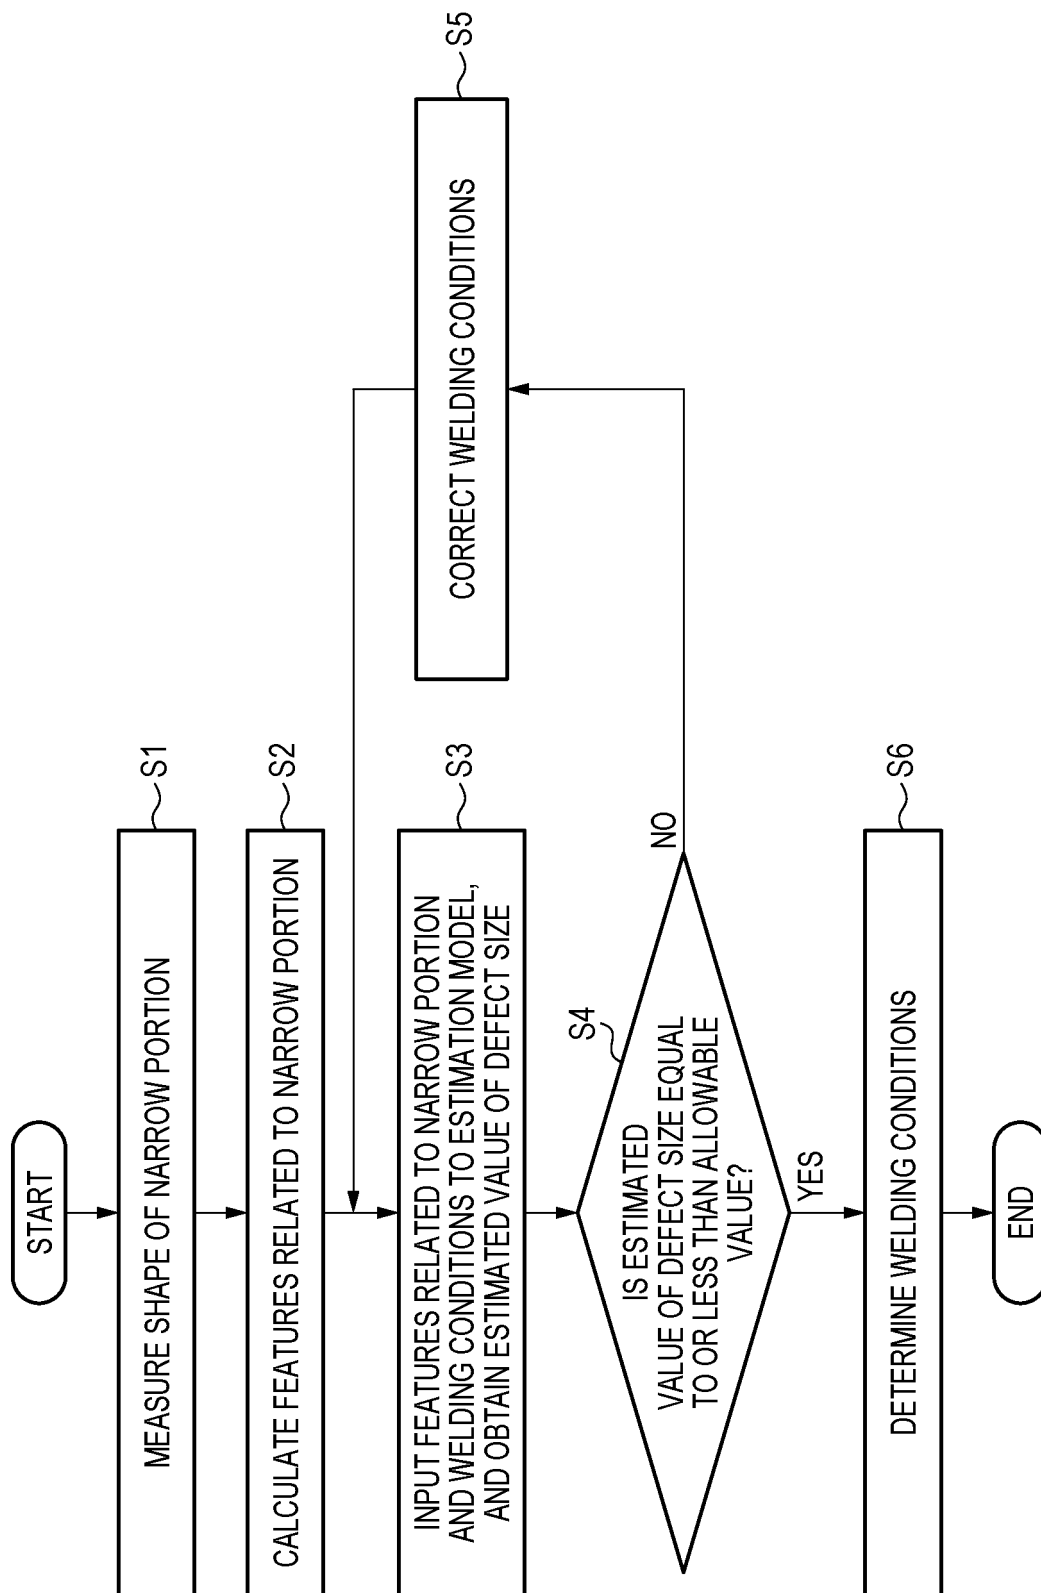 START
MEASURE SHAPE OF NARROW PORTION
S1
CALCULATE FEATURES RELATED TO NARROW PORTION
S2
INPUT FEATURES RELATED TO NARROW PORTION
AND WELDING CONDITIONS TO ESTIMATION MODEL,
AND OBTAIN ESTIMATED VALUE OF DEFECT SIZE
S3
S4
IS ESTIMATED
VALUE OF DEFECT SIZE EQUAL
TO OR LESS THAN ALLOWABLE
VALUE?
NO
YES
CORRECT WELDING CONDITIONS
S5
DETERMINE WELDING CONDITIONS
S6
END